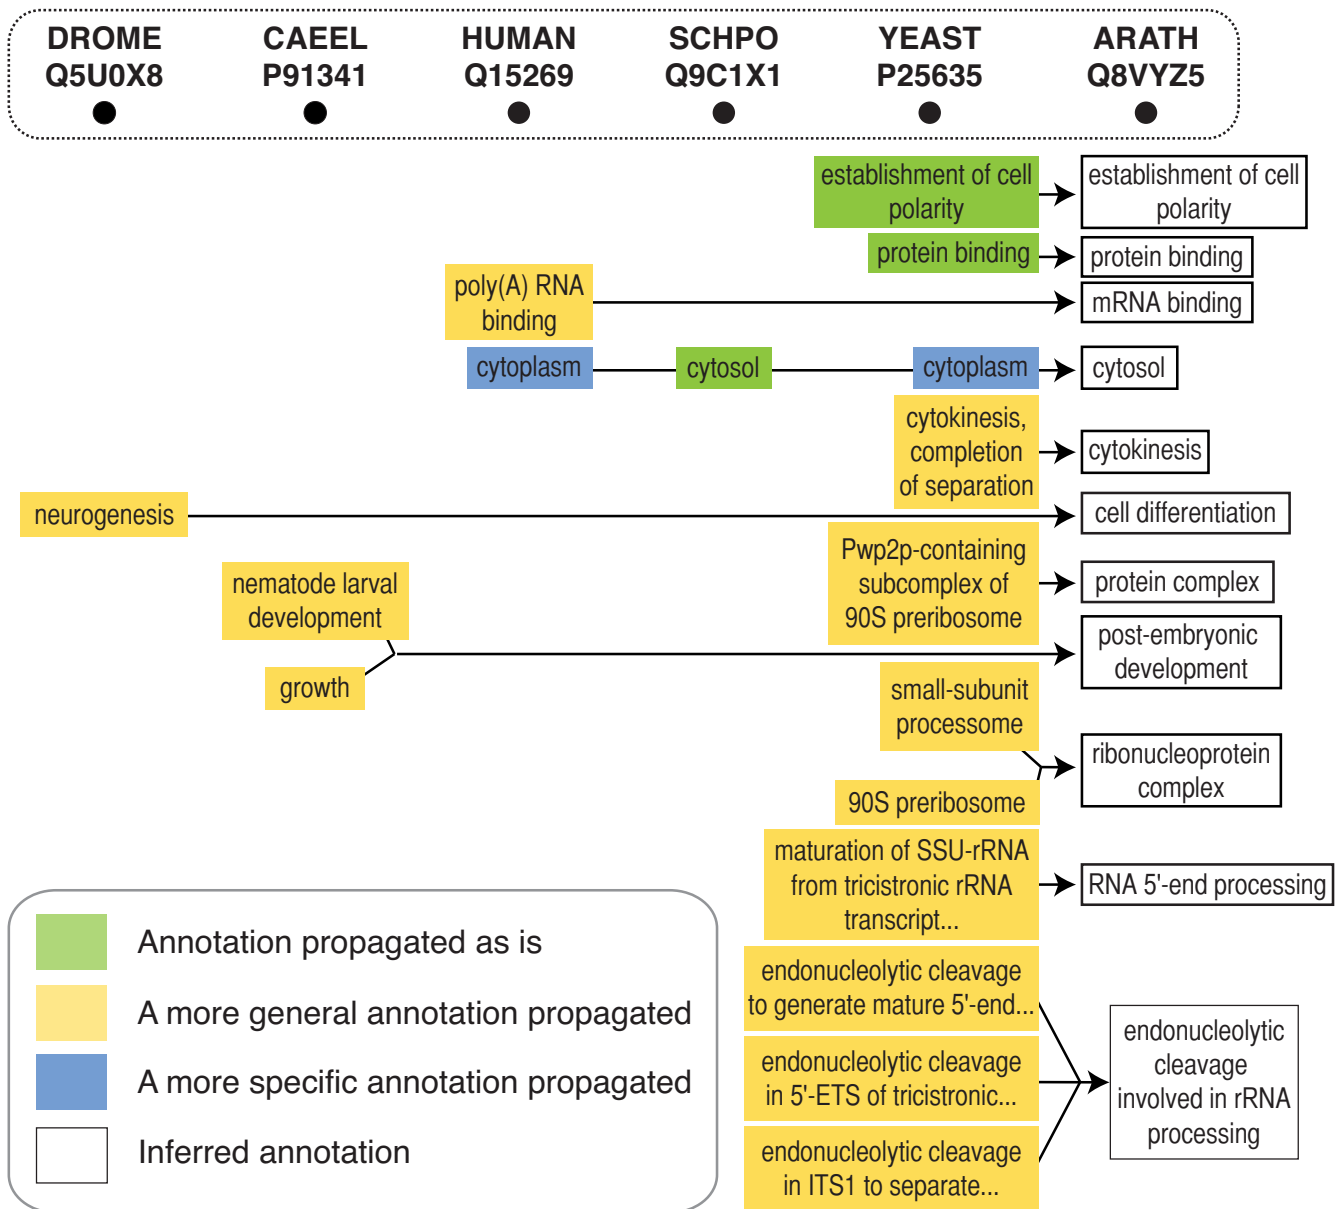 DROME CAEEL HUMAN SCHPO YEAST ARATH
Q5U0X8 P91341 Q15269 Q9C1X1 P25635 Q8VYZ5
establishment of cell
polarity
establishment of cell
polarity
protein binding
protein binding
poly(A) RNA
binding
mRNA binding
cytoplasm
cytosol
cytoplasm
cytosol
cytokinesis,
completion
of separation
cytokinesis
neurogenesis
cell differentiation
Pwp2p-containing
subcomplex of
90S preribosome
protein complex
nematode larval
development
growth
post-embryonic
development
small-subunit
processome
90S preribosome
ribonucleoprotein
complex
maturation of SSU-rRNA
from tricistronic rRNA
transcript...
RNA 5'-end processing
endonucleolytic cleavage
to generate mature 5'-end...
endonucleolytic cleavage
in 5'-ETS of tricistronic...
endonucleolytic cleavage
in ITS1 to separate...
endonucleolytic
cleavage
involved in rRNA
processing
Annotation propagated as is
A more general annotation propagated
A more specific annotation propagated
Inferred annotation